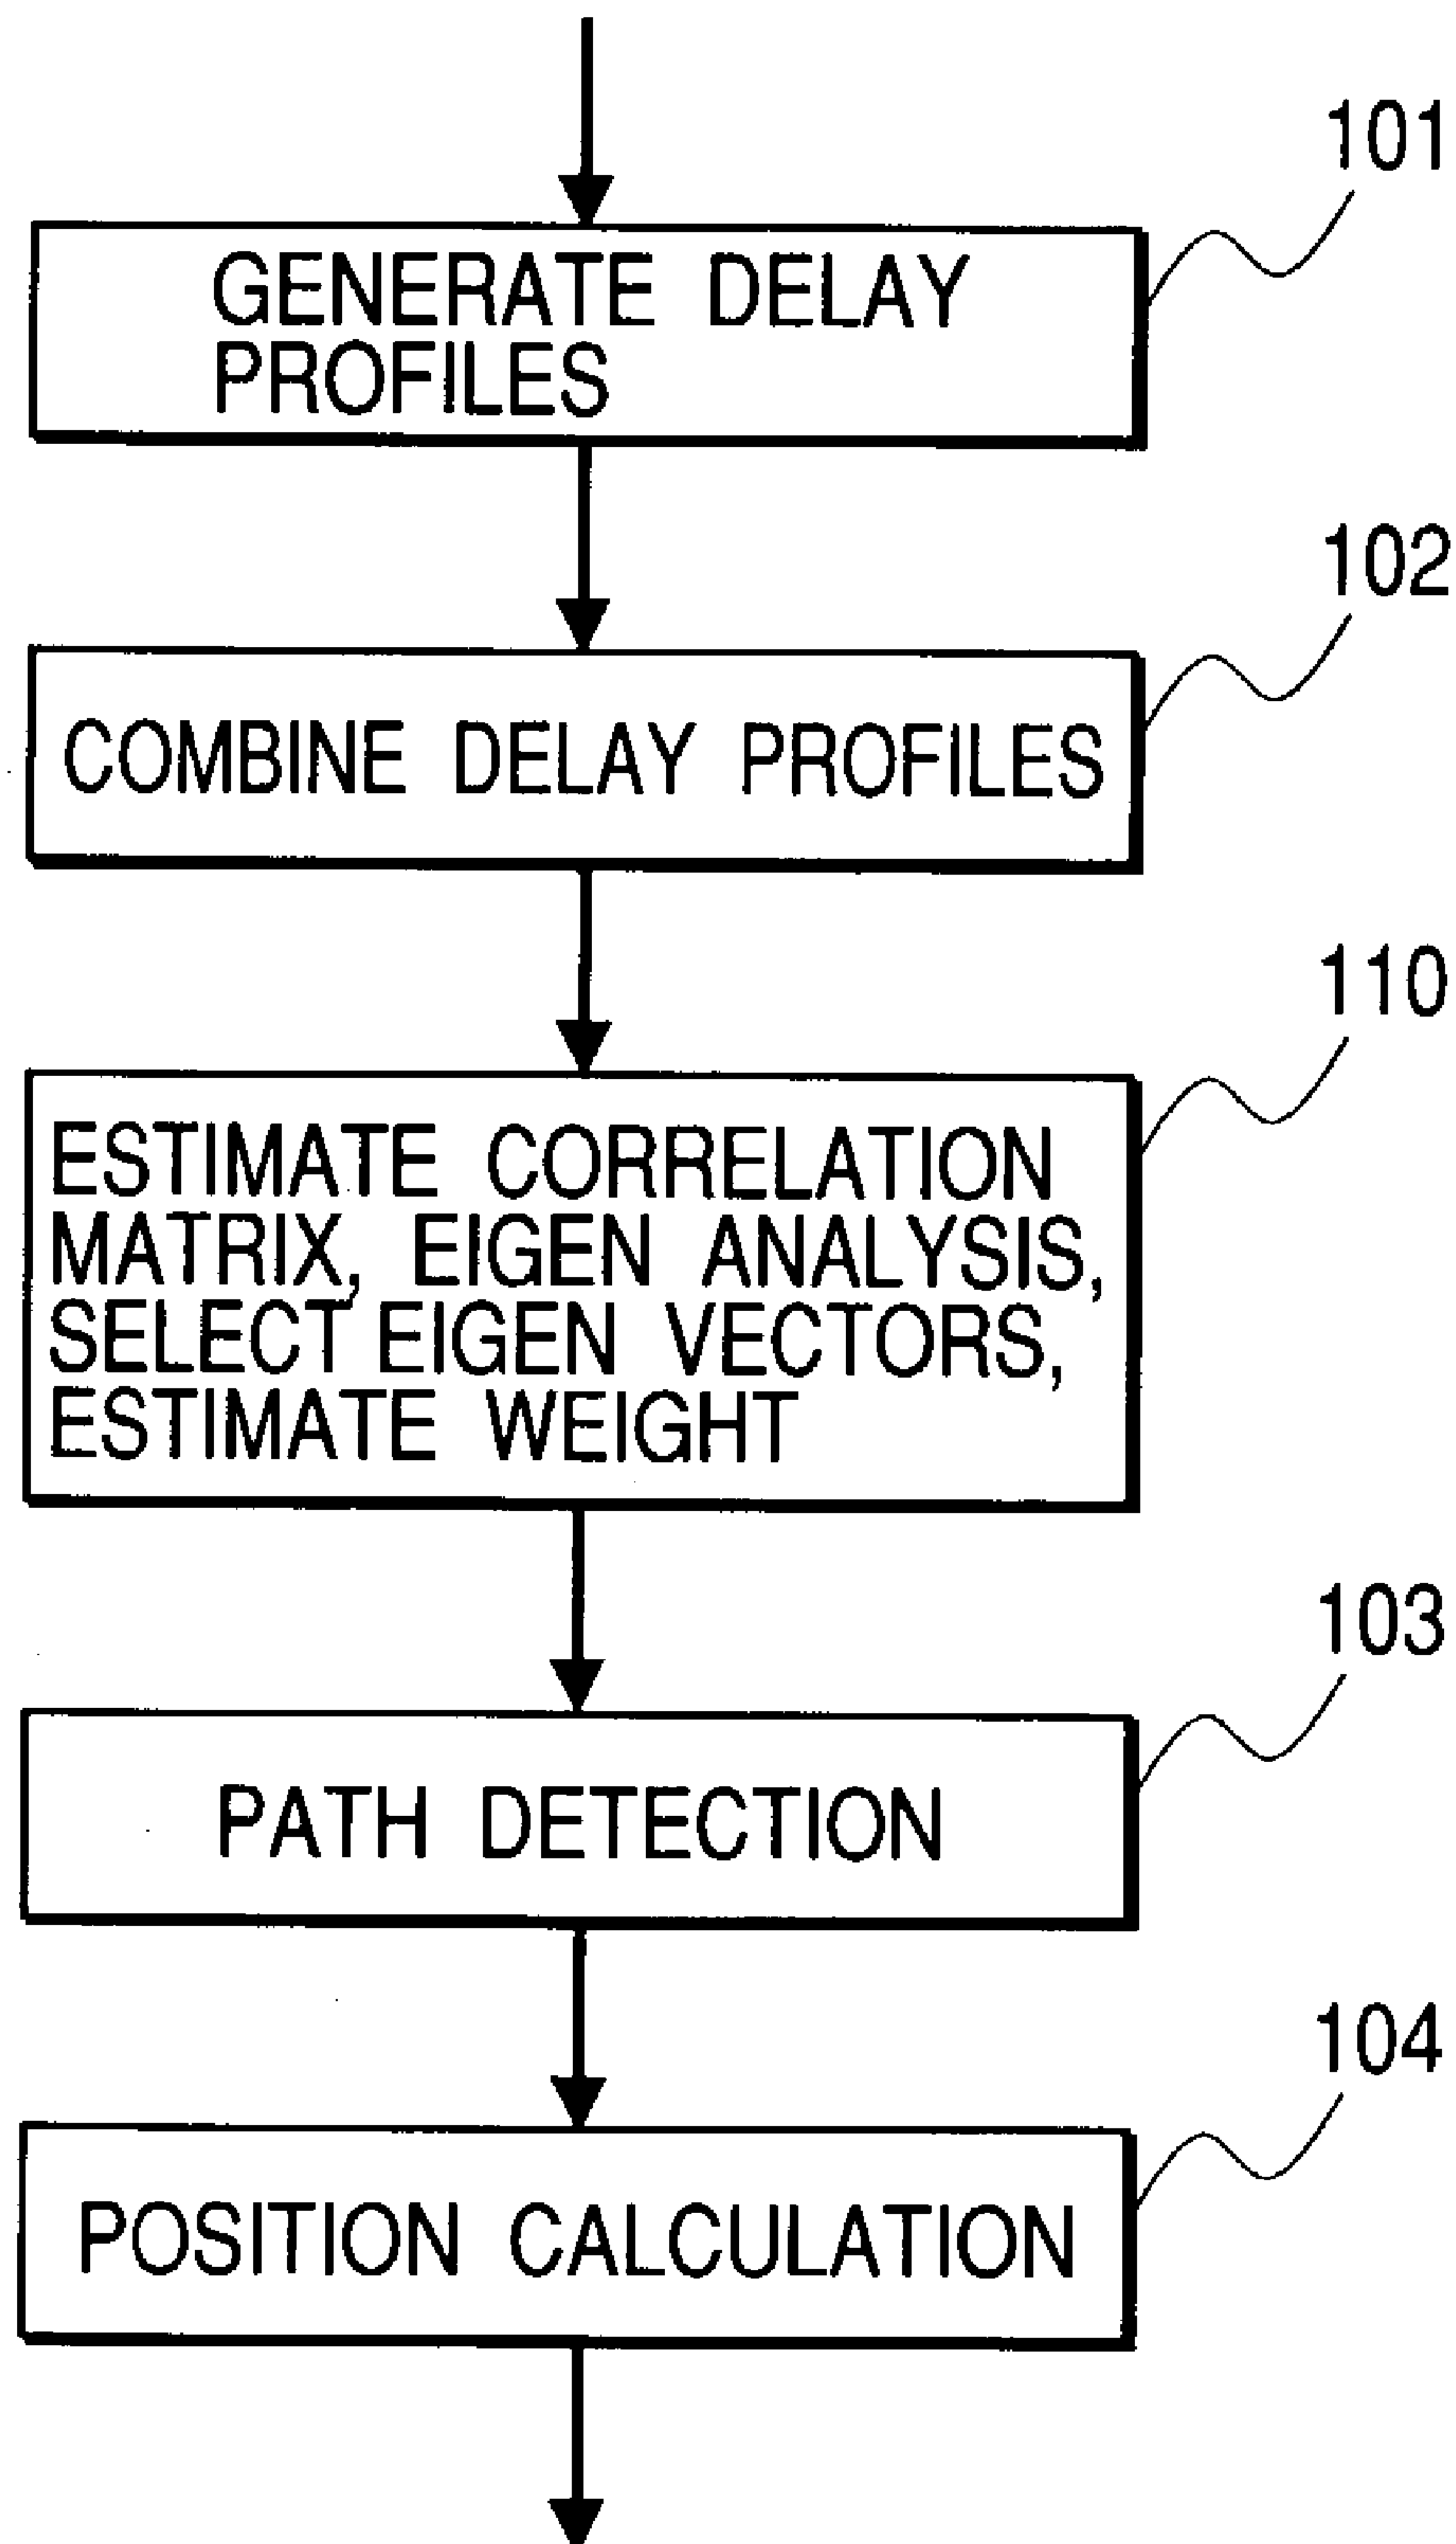 101
GENERATE DELAY
PROFILES
102
COMBINE DELAY PROFILES
110
ESTIMATE CORRELATION
MATRIX, EIGEN ANALYSIS,
SELECT EIGEN VECTORS,
ESTIMATE WEIGHT
103
PATH DETECTION
104
POSITION CALCULATION